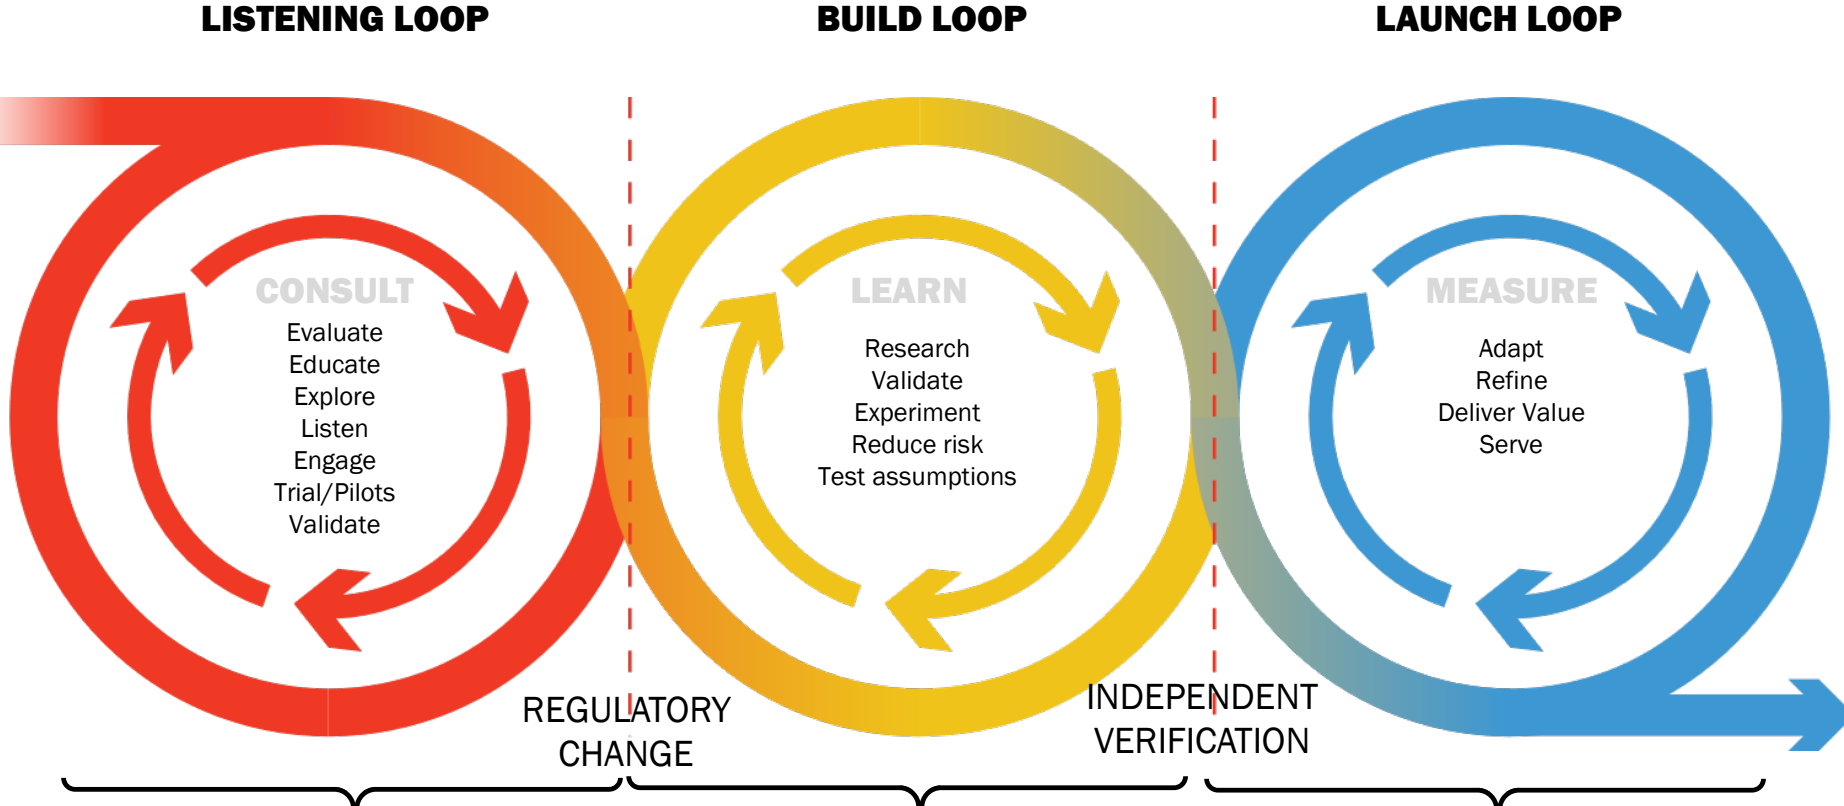 LISTENING LOOP
BUILD LOOP
LAUNCH LOOP
CONSULT
Evaluate
Educate
Explore
Listen
Engage
Trial/Pilots
Validate
LEARN
Research
Validate
Experiment
Reduce risk
Test assumptions
MEASURE
Adapt
Refine
Deliver Value
Serve
REGULATORY
CHANGE
INDEPENDENT
VERIFICATION